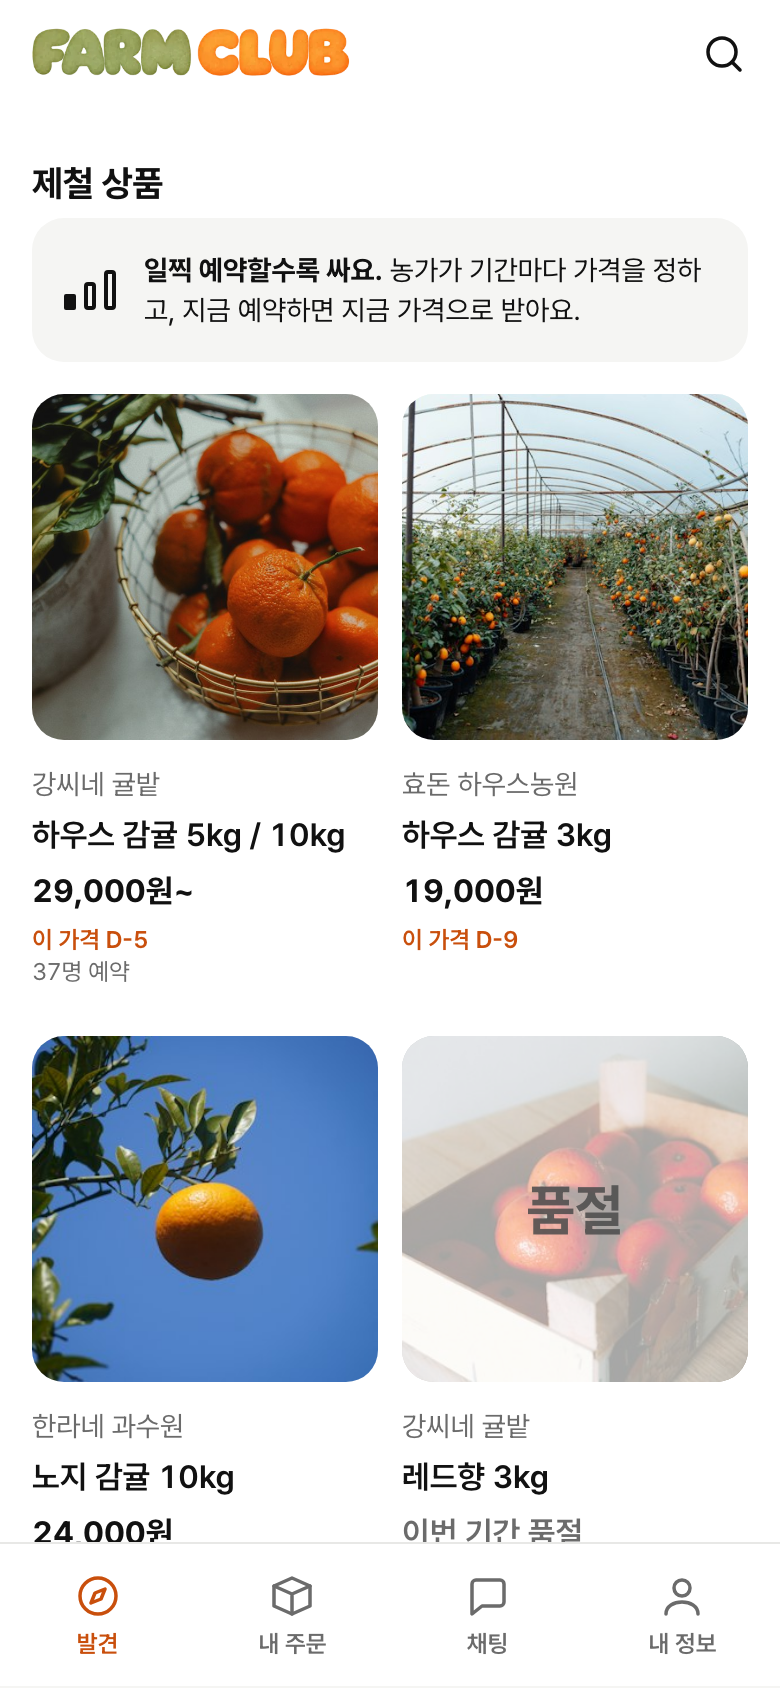 FARM CLUB
제철 상품
일찍 예약할수록 싸요. 농가가 기간마다 가격을 정하
고, 지금 예약하면 지금 가격으로 받아요.
강씨네 귤밭
하우스 감귤 5kg / 10kg
29,000원~
이 가격 D-5
37명 예약
효돈 하우스농원
하우스 감귤 3kg
19,000원
이 가격 D-9
한라네 과수원
노지 감귤 10kg
24,000원
품절
강씨네 귤밭
레드향 3kg
이번 기간 품절
발견
내 주문
채팅
내 정보